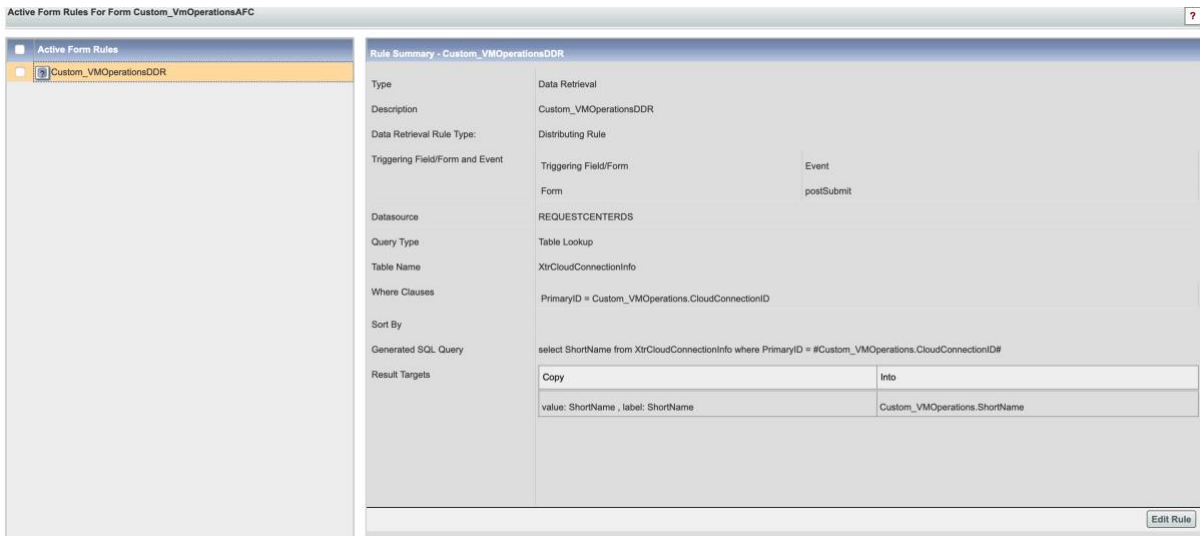 Active Form Rules For Form Custom_VmOperationsAFC
?
Active Form Rules
Custom_VMOperationsDDR
Rule Summary - Custom_VMOperationsDDR
Type Data Retrieval
Description Custom_VMOperationsDDR
Data Retrieval Rule Type: Distributing Rule
Triggering Field/Form and Event
Triggering Field/Form Event
Form postSubmit
Datasource REQUESTCENTERDS
Query Type Table Lookup
Table Name XtrCloudConnectionInfo
Where Clauses PrimaryID = Custom_VMOperations.CloudConnectionID
Sort By
Generated SQL Query select ShortName from XtrCloudConnectionInfo where PrimaryID = #Custom_VMOperations.CloudConnectionID#
Result Targets Copy Into
value: ShortName , label: ShortName Custom_VMOperations.ShortName
Edit Rule